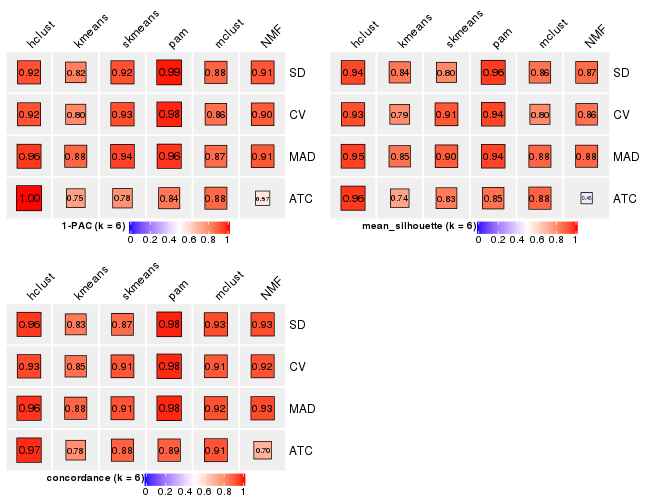 hclust kmeans skmeans pam mclust NMF
0.92 0.82 0.92 0.99 0.88 0.91 SD
0.92 0.80 0.93 0.98 0.86 0.90 CV
0.96 0.88 0.94 0.96 0.87 0.91 MAD
1.00 0.75 0.78 0.84 0.88 0.57 ATC
1-PAC (k = 6)
0 0.2 0.4 0.6 0.8 1
hclust kmeans skmeans pam mclust NMF
0.94 0.84 0.80 0.96 0.86 0.87 SD
0.93 0.79 0.91 0.94 0.80 0.86 CV
0.95 0.85 0.90 0.94 0.88 0.88 MAD
0.96 0.74 0.83 0.85 0.88 ATC
mean_silhouette (k = 6)
0 0.2 0.4 0.6 0.8 1
hclust kmeans skmeans pam mclust NMF
0.96 0.83 0.87 0.98 0.93 0.93 SD
0.93 0.85 0.91 0.98 0.91 0.92 CV
0.96 0.88 0.91 0.98 0.92 0.93 MAD
0.97 0.78 0.88 0.89 0.91 0.70 ATC
concordance (k = 6)
0 0.2 0.4 0.6 0.8 1